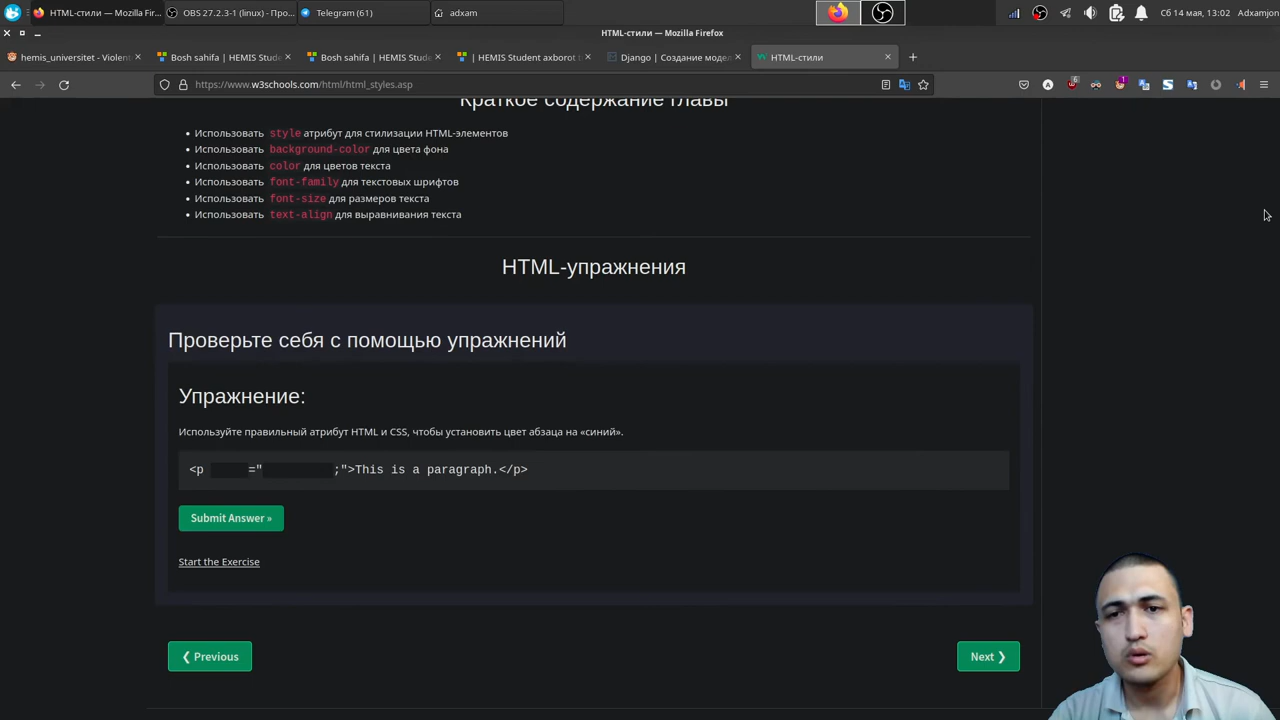 HTML-стили — Mozilla Fir...
OBS 27.2.3-1 (linux) - Про...
Telegram (61)
adxam
Сб 14 мая, 13:02
Adxamjon
HTML-стили — Mozilla Firefox
hemis_universitet - Violent
Bosh sahifa | HEMIS Stude
Bosh sahifa | HEMIS Stude
| HEMIS Student axborot
Django | Создание модел
HTML-стили
https://www.w3schools.com/html/html_styles.asp
6
1
Краткое содержание главы
Использовать style атрибут для стилизации HTML-элементов
Использовать background-color для цвета фона
Использовать color для цветов текста
Использовать font-family для текстовых шрифтов
Использовать font-size для размеров текста
Использовать text-align для выравнивания текста
HTML-упражнения
Проверьте себя с помощью упражнений
Упражнение:
Используйте правильный атрибут HTML и CSS, чтобы установить цвет абзаца на «синий».
<p =";">This is a paragraph.</p>
Submit Answer »
Start the Exercise
❮ Previous
Next ❯